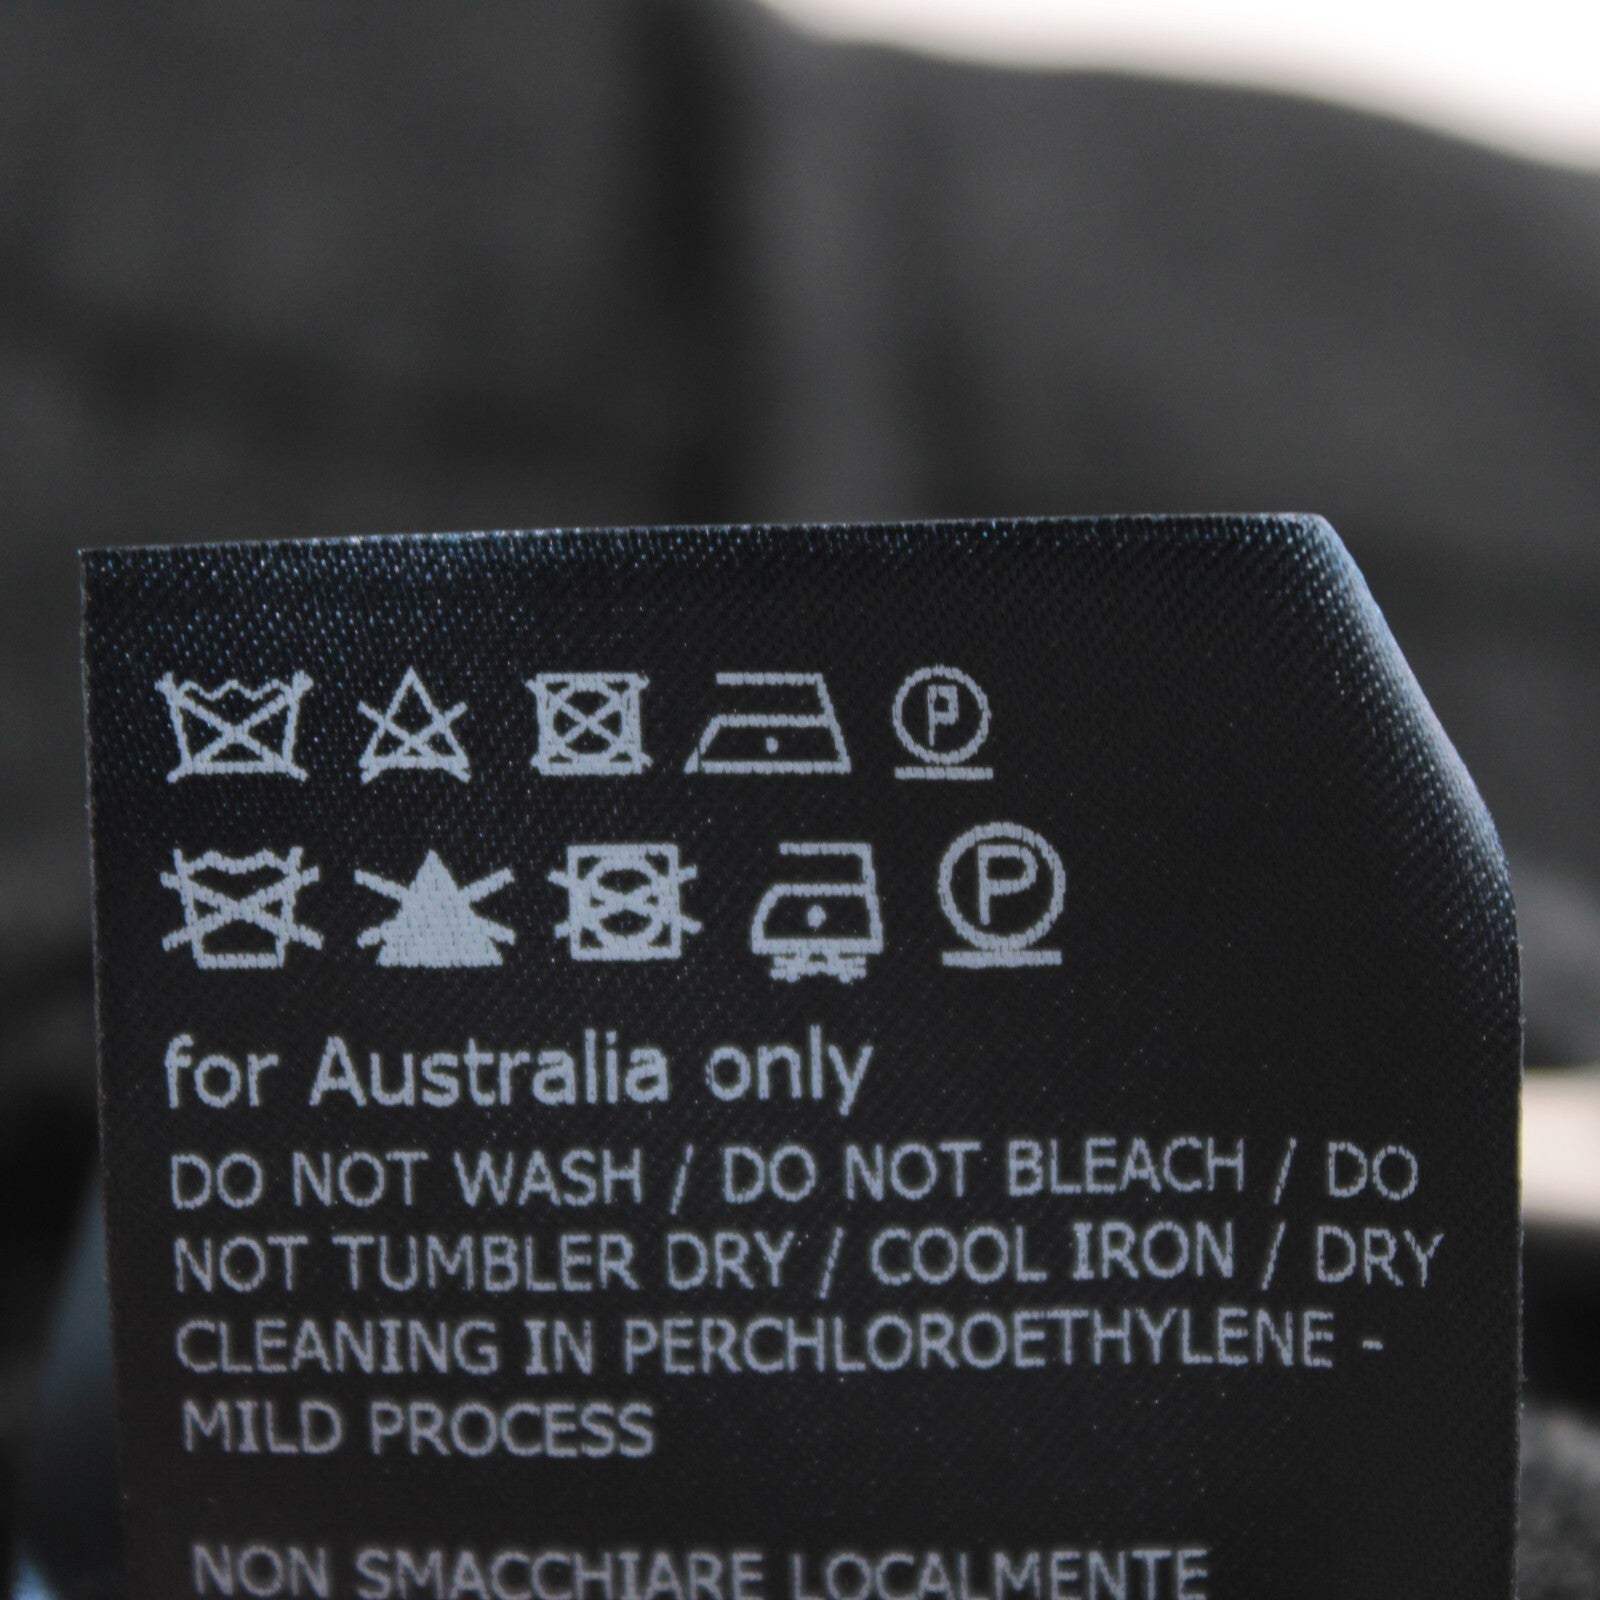 P
P
for Australia only
DO NOT WASH / DO NOT BLEACH / DO
NOT TUMBLER DRY / COOL IRON / DRY
CLEANING IN PERCHLOROETHYLENE -
MILD PROCESS
NON SMACCHIARE LOCALMENTE